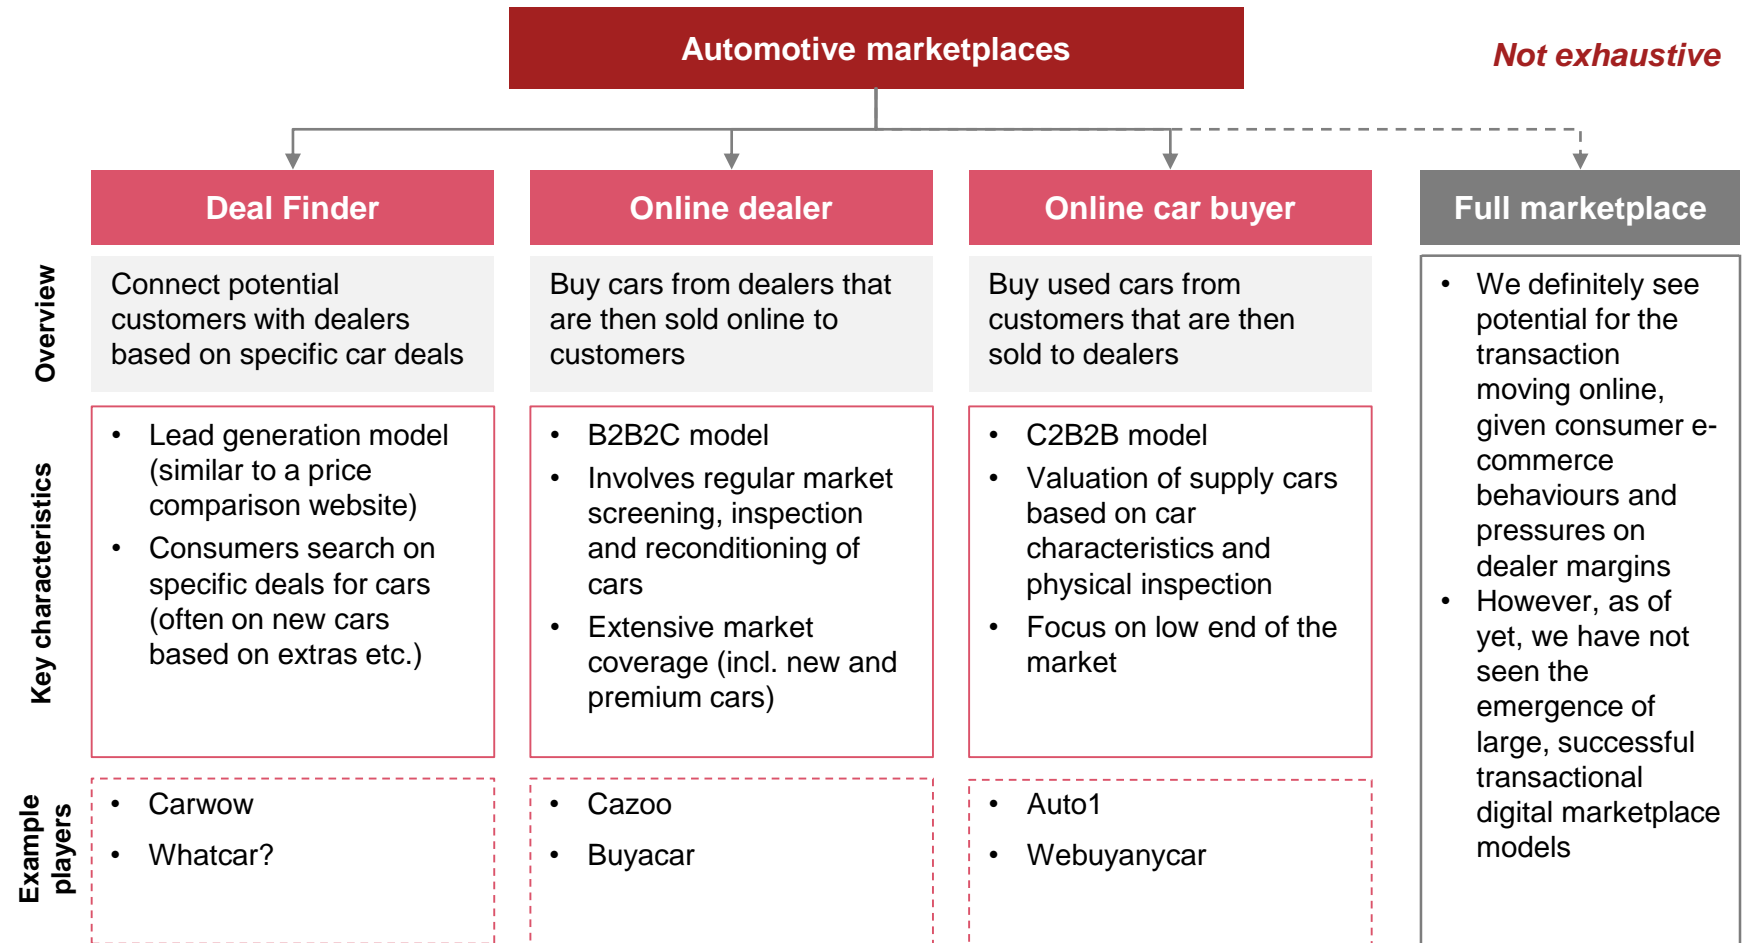 Automotive marketplaces
Not exhaustive
Deal Finder
Online dealer
Online car buyer
Full marketplace
Overview
Connect potential
customers with dealers
based on specific car deals
Buy cars from dealers that
are then sold online to
customers
Buy used cars from
customers that are then
sold to dealers
Key characteristics
• Lead generation model
(similar to a price
comparison website)
• Consumers search on
specific deals for cars
(often on new cars
based on extras etc.)
• B2B2C model
• Involves regular market
screening, inspection
and reconditioning of
cars
• Extensive market
coverage (incl. new and
premium cars)
• C2B2B model
• Valuation of supply cars
based on car
characteristics and
physical inspection
• Focus on low end of the
market
Example
players
• Carwow
• Whatcar?
• Cazoo
• Buyacar
• Auto1
• Webuyanycar
• We definitely see
potential for the
transaction
moving online,
given consumer e-
commerce
behaviours and
pressures on
dealer margins
• However, as of
yet, we have not
seen the
emergence of
large, successful
transactional
digital marketplace
models